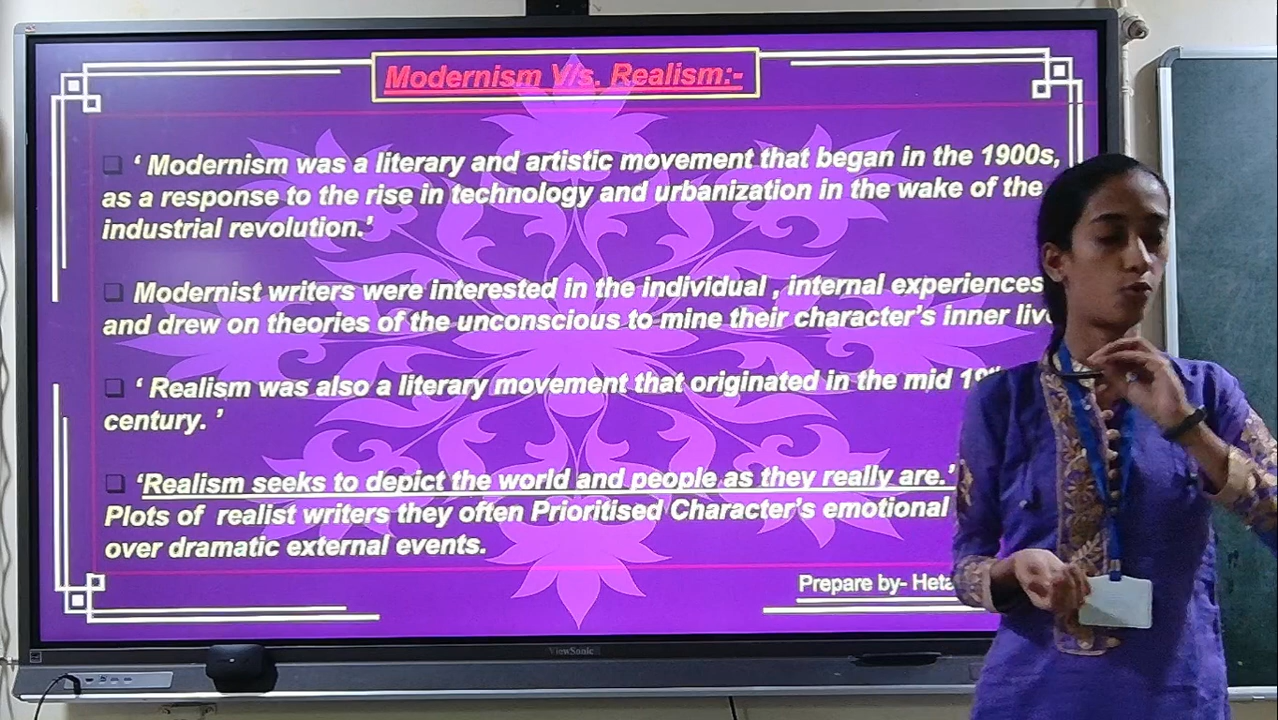 Modernism V/s. Realism:-
‘ Modernism was a literary and artistic movement that began in the 1900s,
as a response to the rise in technology and urbanization in the wake of the
industrial revolution.’
Modernist writers were interested in the individual , internal experiences
and drew on theories of the unconscious to mine their character’s inner
‘ Realism was also a literary movement that originated in the mid
century. ’
‘Realism seeks to depict the world and people as they really are.’
Plots of realist writers they often Prioritised Character’s emotional
over dramatic external events.
Prepare by-
ViewSonic